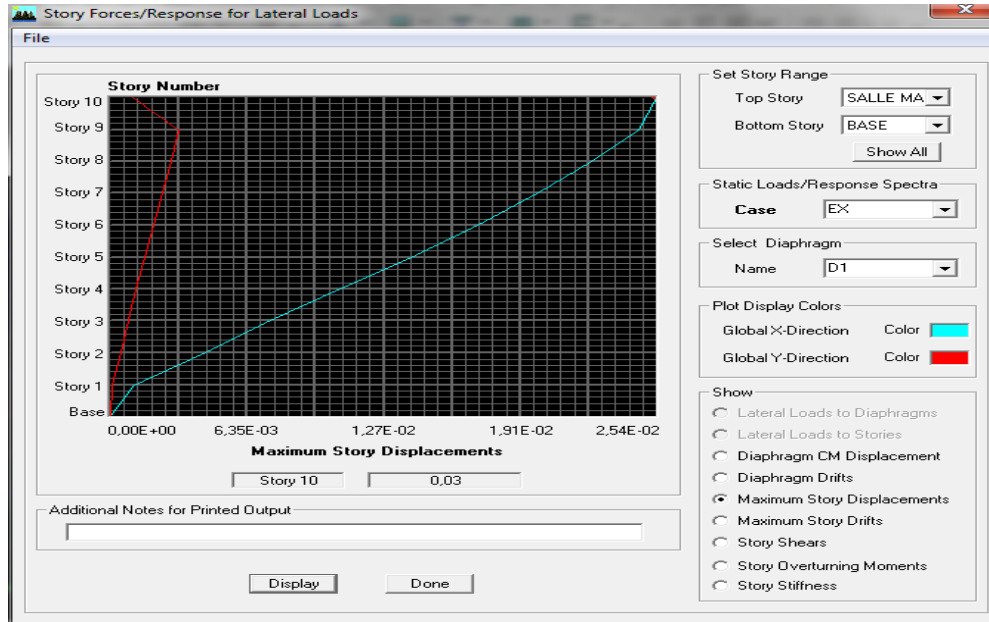 Story Forces/Response for Lateral Loads
File
Story Number
Story 10
Story 9
Story 8
Story 7
Story 6
Story 5
Story 4
Story 3
Story 2
Story 1
Base
0,00E+00 6,35E-03 1,27E-02 1,91E-02 2,54E-02
Maximum Story Displacements
Story 10 0,03
Additional Notes for Printed Output
Display Done
Set Story Range
Top Story SALLE MA
Bottom Story BASE
Show All
Static Loads/Response Spectra
Case EX
Select Diaphragm
Name D1
Plot Display Colors
Global X-Direction Color
Global Y-Direction Color
Show
Lateral Loads to Diaphragms
Lateral Loads to Stories
Diaphragm CM Displacement
Diaphragm Drifts
Maximum Story Displacements
Maximum Story Drifts
Story Shears
Story Overturning Moments
Story Stiffness